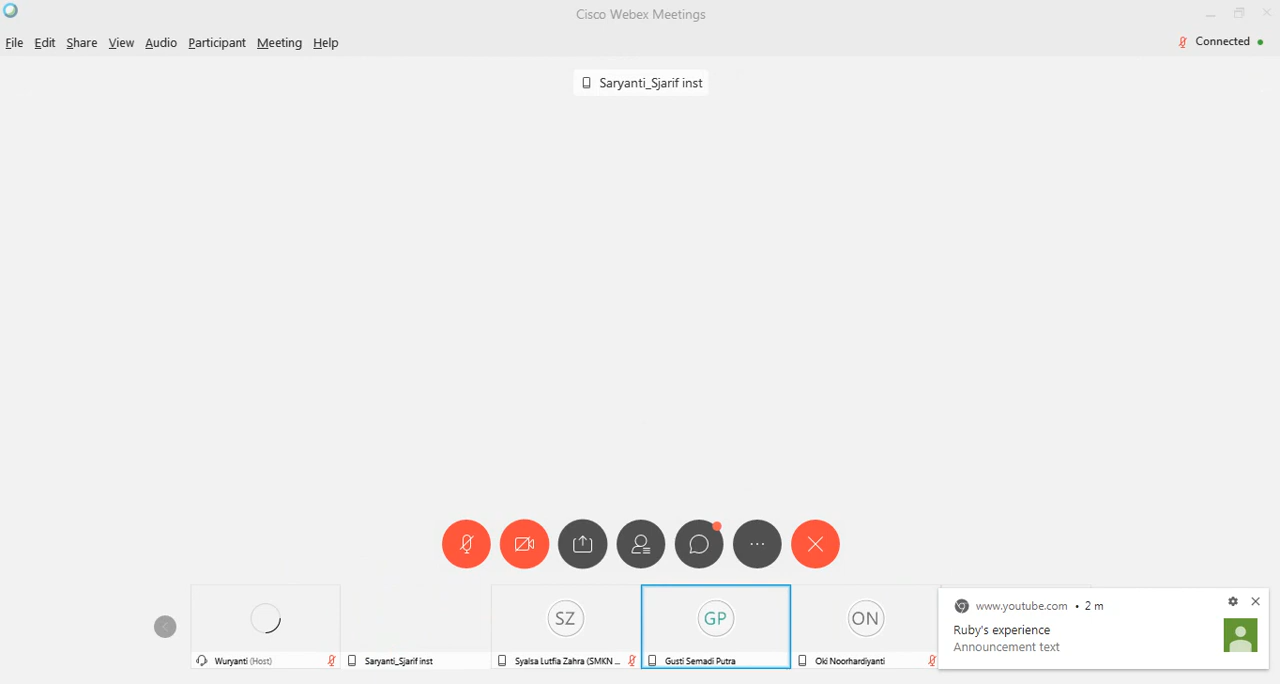 Cisco Webex Meetings
File Edit Share View Audio Participant Meeting Help
Connected
Saryanti_Sjarif inst
SZ
GP
ON
Wuryanti (Host)
Saryanti_Sjarif inst
Syalsa Lutfia Zahra (SMKN ...
Gusti Semadi Putra
Oki Noorhardiyanti
www.youtube.com • 2 m
Ruby's experience
Announcement text